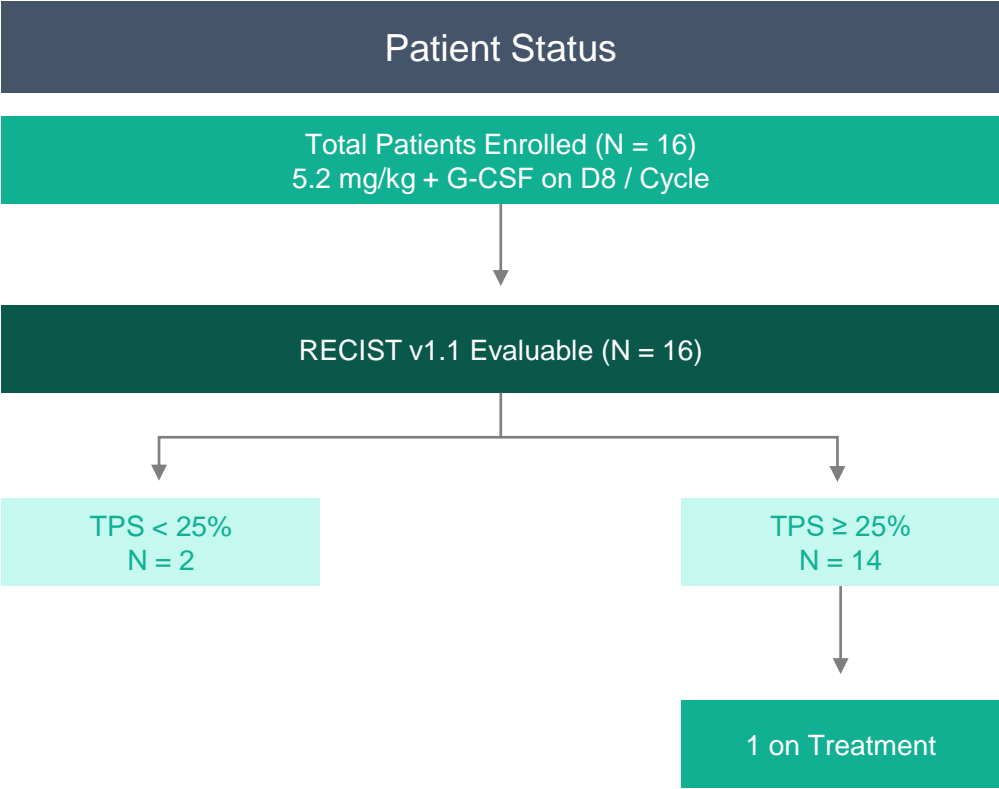 Patient Status
Total Patients Enrolled (N = 16)
5.2 mg/kg + G-CSF on D8 / Cycle
RECIST v1.1 Evaluable (N = 16)
TPS < 25%
N = 2
TPS ≥ 25%
N = 14
1 on Treatment